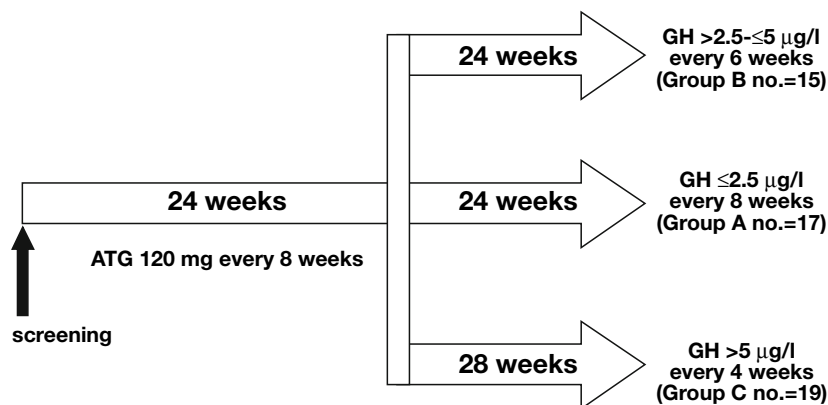 24 weeks
GH >2.5-≤5 μg/l
every 6 weeks
(Group B no.=15)
24 weeks
24 weeks
GH ≤2.5 μg/l
every 8 weeks
(Group A no.=17)
ATG 120 mg every 8 weeks
screening
28 weeks
GH >5 μg/l
every 4 weeks
(Group C no.=19)